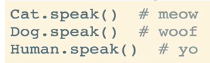 Cat.speak()  # meow
Dog.speak()  # woof
Human.speak()  # yo